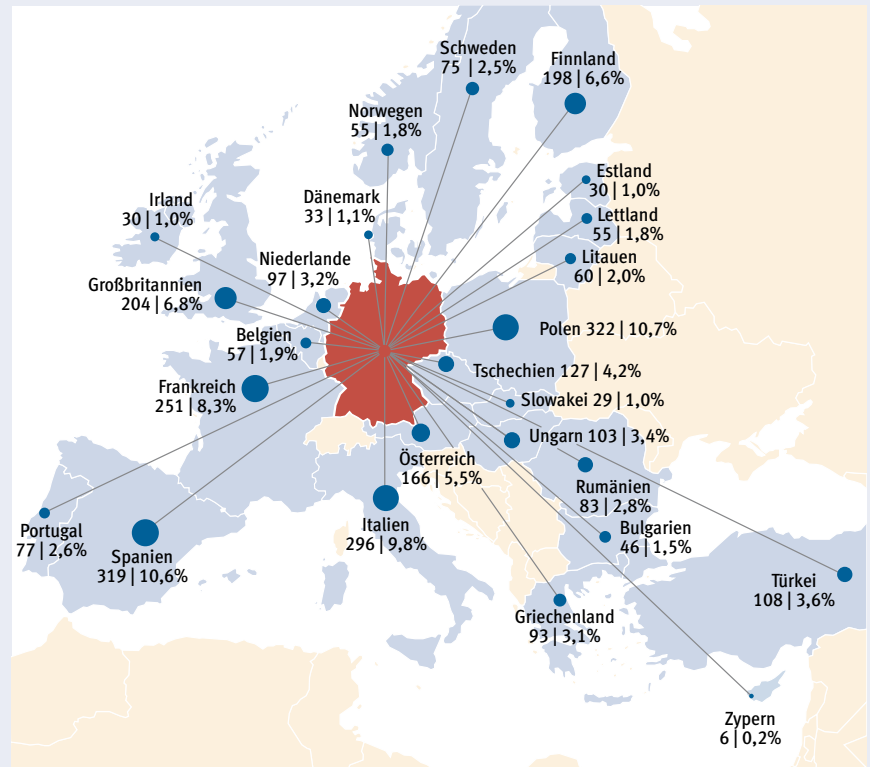 Schweden
75 | 2,5%
Finnland
198 | 6,6%
Norwegen
55 | 1,8%
Estland
30 | 1,0%
Irland
30 | 1,0%
Dänemark
33 | 1,1%
Lettland
55 | 1,8%
Niederlande
97 | 3,2%
Litauen
60 | 2,0%
Großbritannien
204 | 6,8%
Polen 322 | 10,7%
Belgien
57 | 1,9%
Tschechien 127 | 4,2%
Frankreich
251 | 8,3%
Slowakei 29 | 1,0%
Ungarn 103 | 3,4%
Österreich
166 | 5,5%
Rumänien
83 | 2,8%
Italien
296 | 9,8%
Bulgarien
46 | 1,5%
Portugal
77 | 2,6%
Spanien
319 | 10,6%
Türkei
108 | 3,6%
Griechenland
93 | 3,1%
Zypern
6 | 0,2%